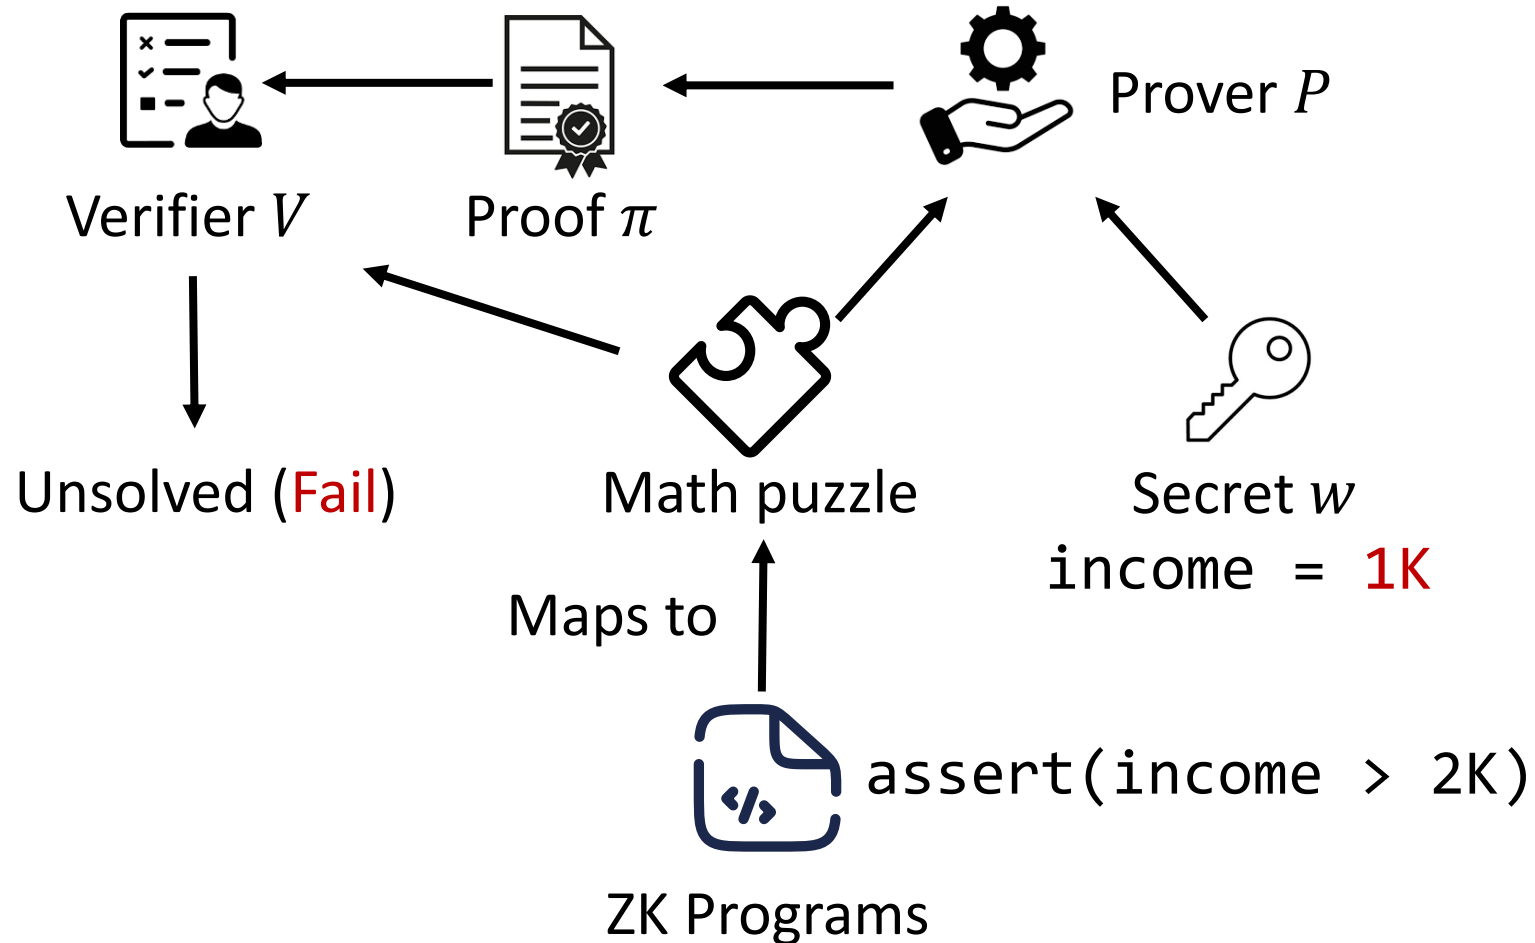 Prover P
Verifier V
Proof π
Unsolved (Fail)
Math puzzle
Secret w
income = 1K
Maps to
assert(income > 2K)
ZK Programs